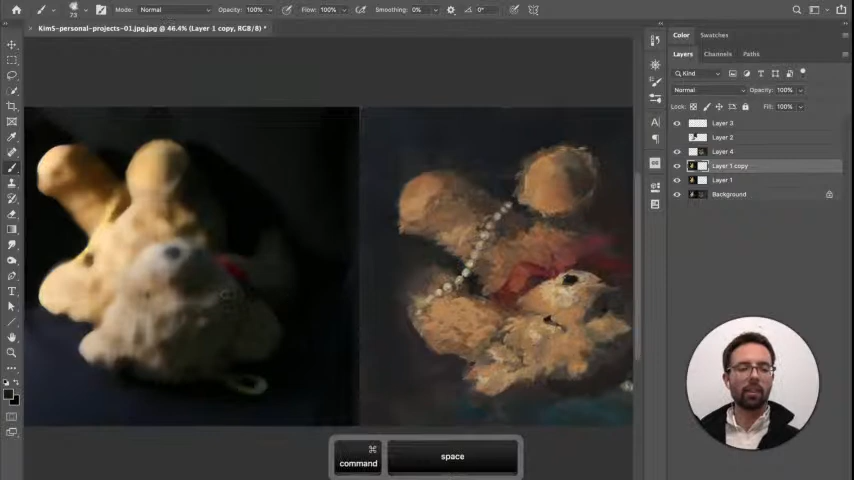 73
Mode: Normal
Opacity: 100%
Flow: 100%
Smoothing: 0%
0°
KimS-personal-projects-01.jpg.jpg @ 46.4% (Layer 1 copy, RGB/8) *
Color Swatches
Layers Channels Paths
Kind
Normal
Opacity: 100%
Lock:
Fill: 100%
Layer 3
Layer 2
Layer 4
Layer 1 copy
Layer 1
Background
⌘
command
space